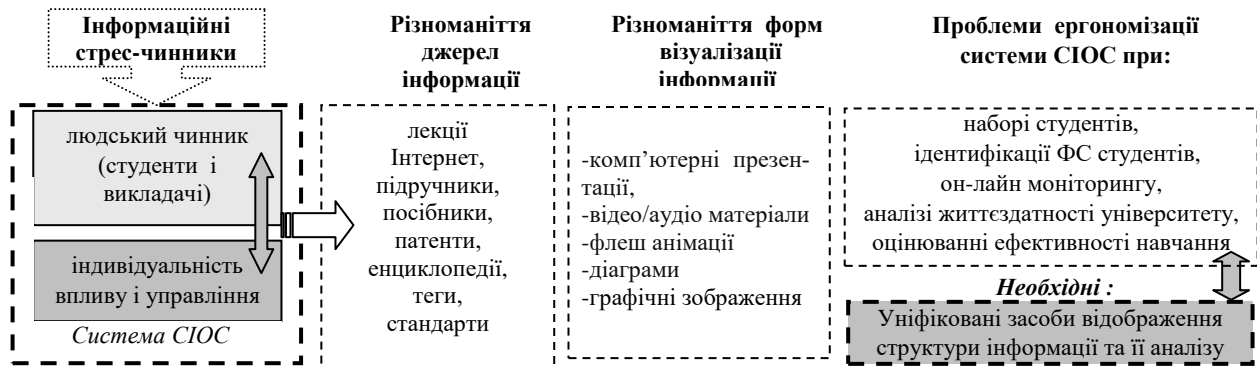 Інформаційні
стрес-чинники
людський чинник
(студенти і
викладачі)
індивідуальність
впливу і управління
Система СІОС
Різноманіття
джерел
інформації
лекції
Інтернет,
підручники,
посібники,
патенти,
енциклопедії,
теги,
стандарти
Різноманіття форм
візуалізації
інформації
-комп’ютерні презен-
тації,
-відео/аудіо матеріали
-флеш анімації
-діаграми
-графічні зображення
Проблеми ергономізації
системи СІОС при:
наборі студентів,
ідентифікації ФС студентів,
он-лайн моніторингу,
аналізі життєздатності університету,
оцінюванні ефективності навчання
Необхідні :
Уніфіковані засоби відображення
структури інформації та її аналізу